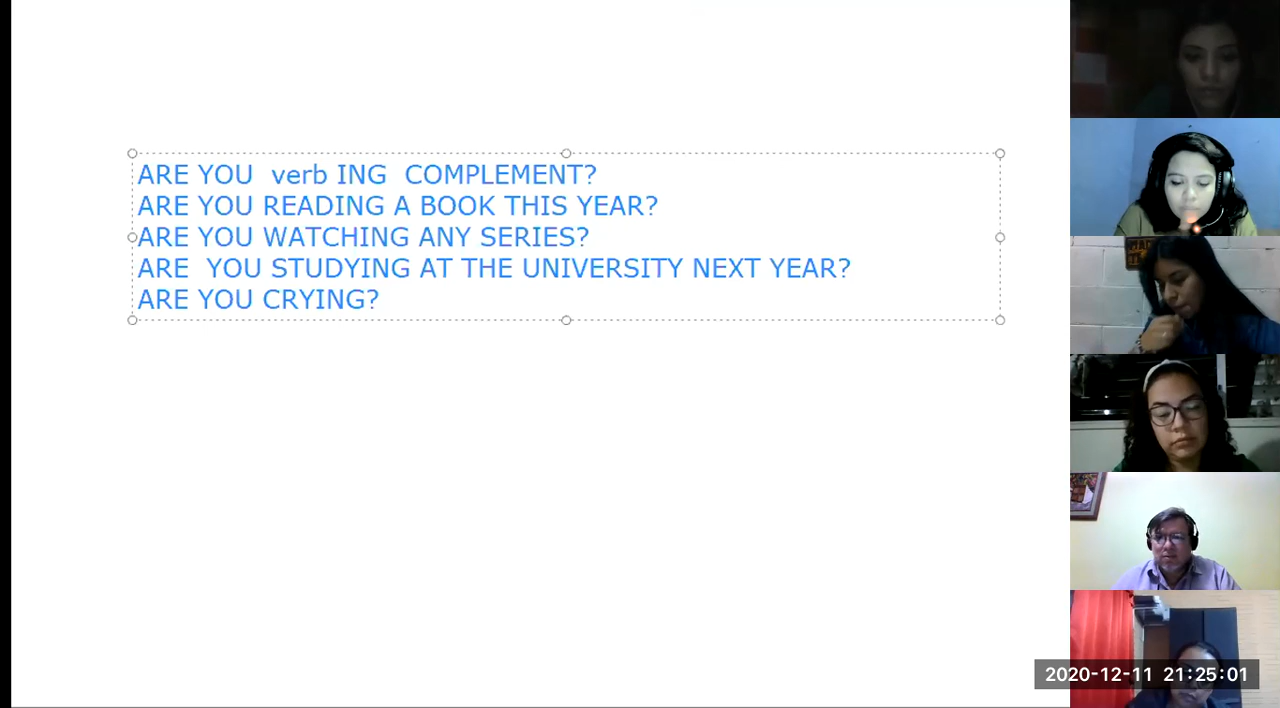 ARE YOU  verb ING  COMPLEMENT?
ARE YOU READING A BOOK THIS YEAR?
ARE YOU WATCHING ANY SERIES?
ARE  YOU STUDYING AT THE UNIVERSITY NEXT YEAR?
ARE YOU CRYING?
2020-12-11  21:25:01